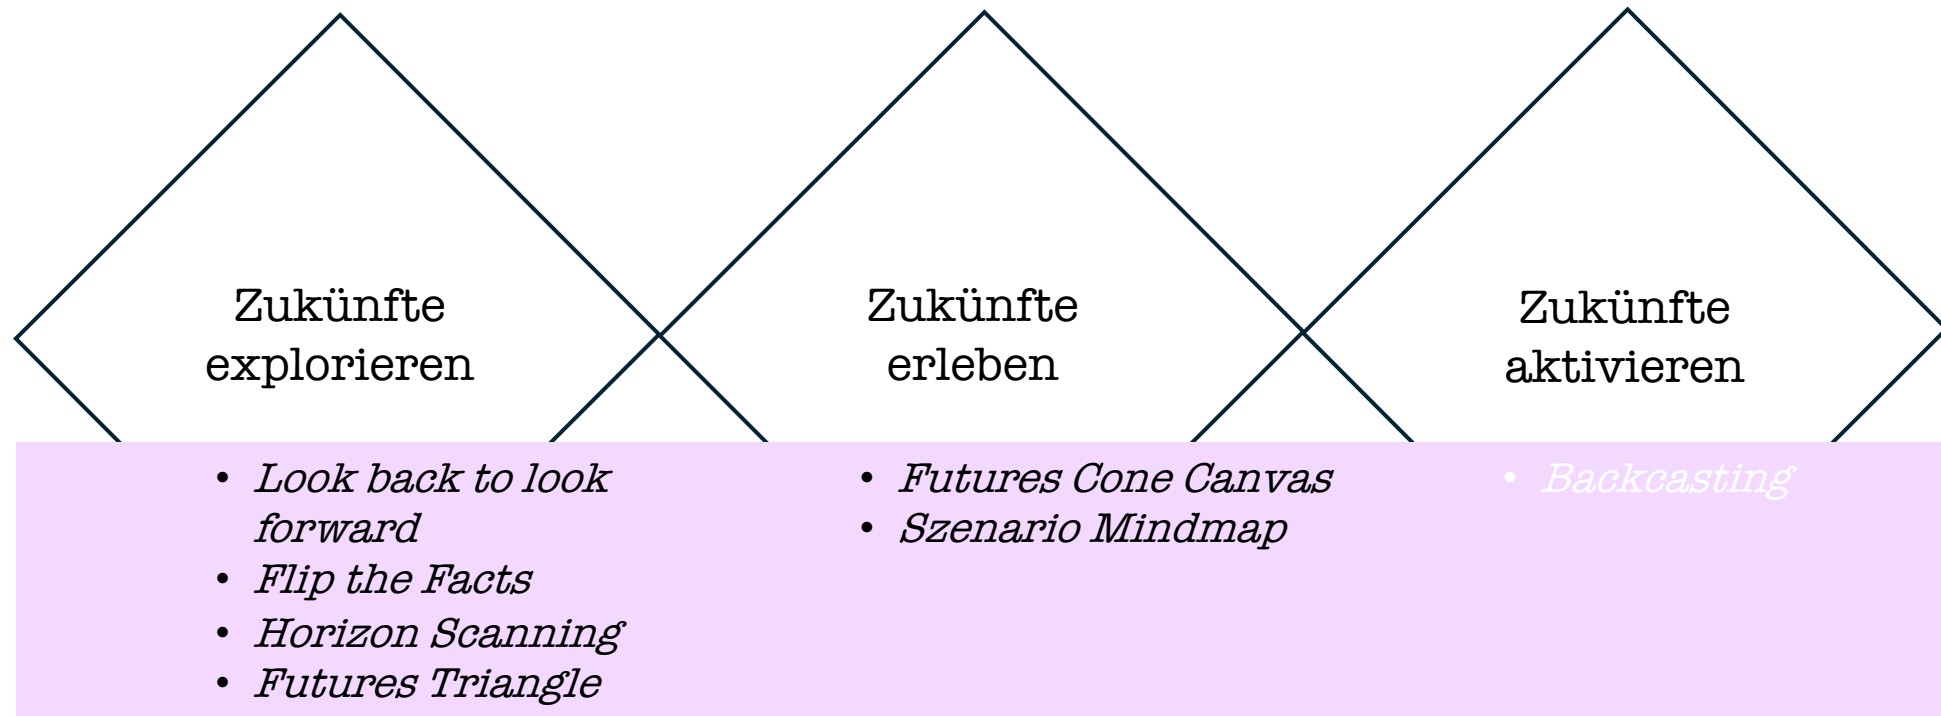 Zukünfte
explorieren
Zukünfte
erleben
Zukünfte
aktivieren
• Look back to look
forward
• Flip the Facts
• Horizon Scanning
• Futures Triangle
• Futures Cone Canvas
• Szenario Mindmap
• Backcasting